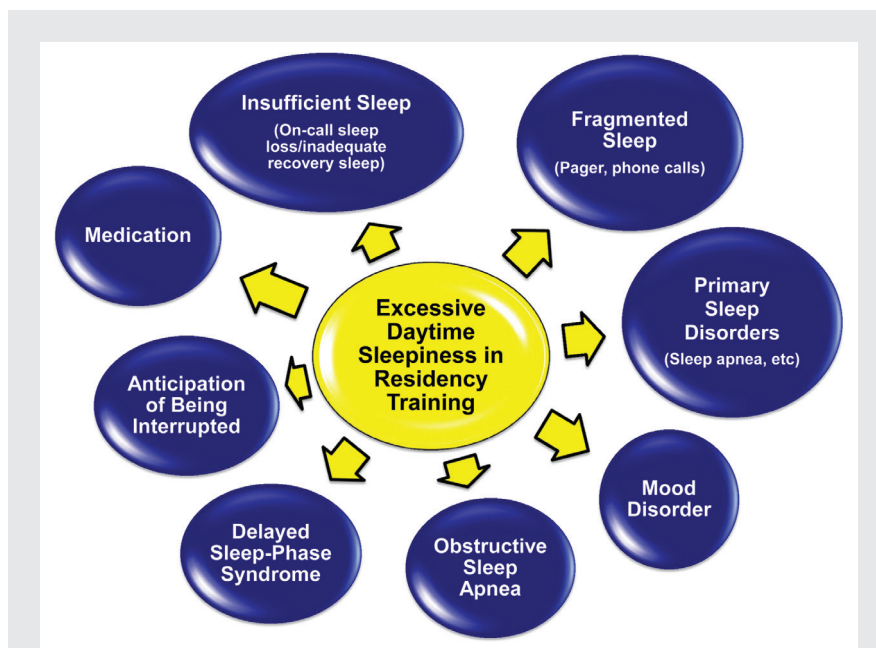 Insufficient Sleep
(On-call sleep
loss/inadequate
recovery sleep)
Fragmented
Sleep
(Pager, phone calls)
Medication
Primary
Sleep
Disorders
(Sleep apnea, etc)
Excessive
Daytime
Sleepiness in
Residency
Training
Anticipation
of Being
Interrupted
Mood
Disorder
Delayed
Sleep-Phase
Syndrome
Obstructive
Sleep
Apnea